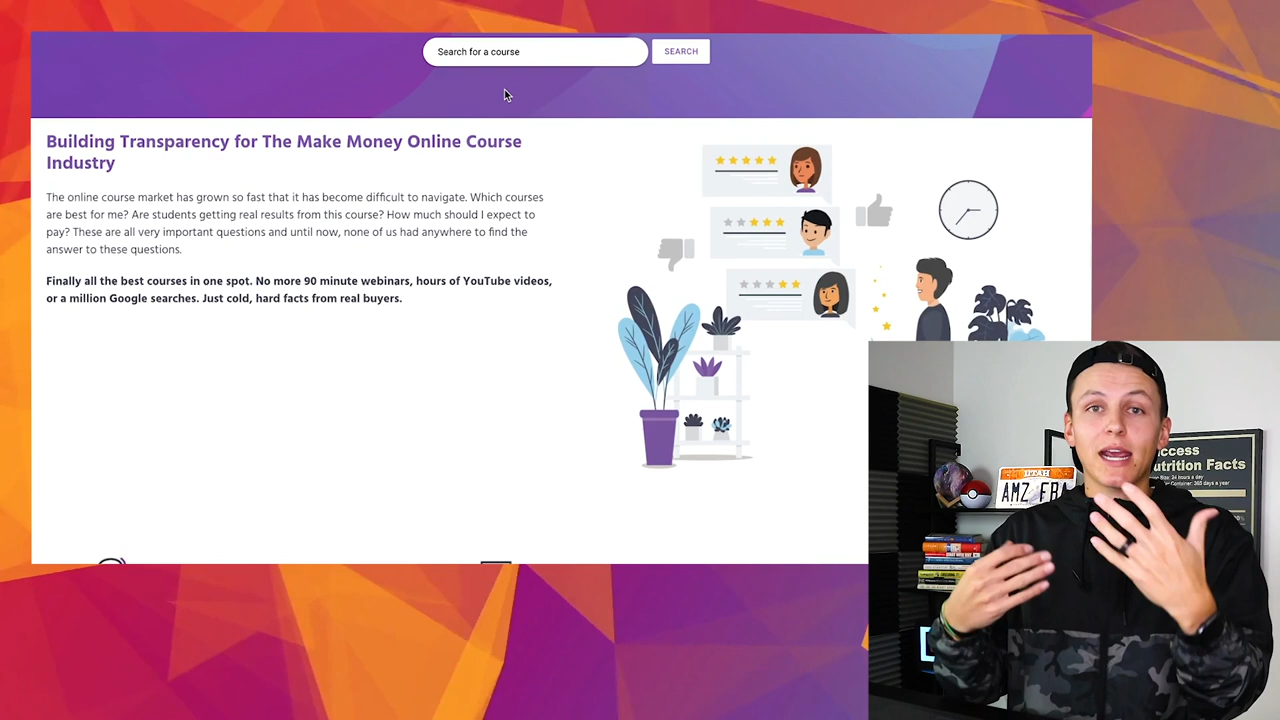 Search for a course
SEARCH
Building Transparency for The Make Money Online Course
Industry
The online course market has grown so fast that it has become difficult to navigate. Which courses
are best for me? Are students getting real results from this course? How much should I expect to
pay? These are all very important questions and until now, none of us had anywhere to find the
answer to these questions.
Finally all the best courses in one spot. No more 90 minute webinars, hours of YouTube videos,
or a million Google searches. Just cold, hard facts from real buyers.
UTAH
AMZ FBA
ccess
utrition Facts